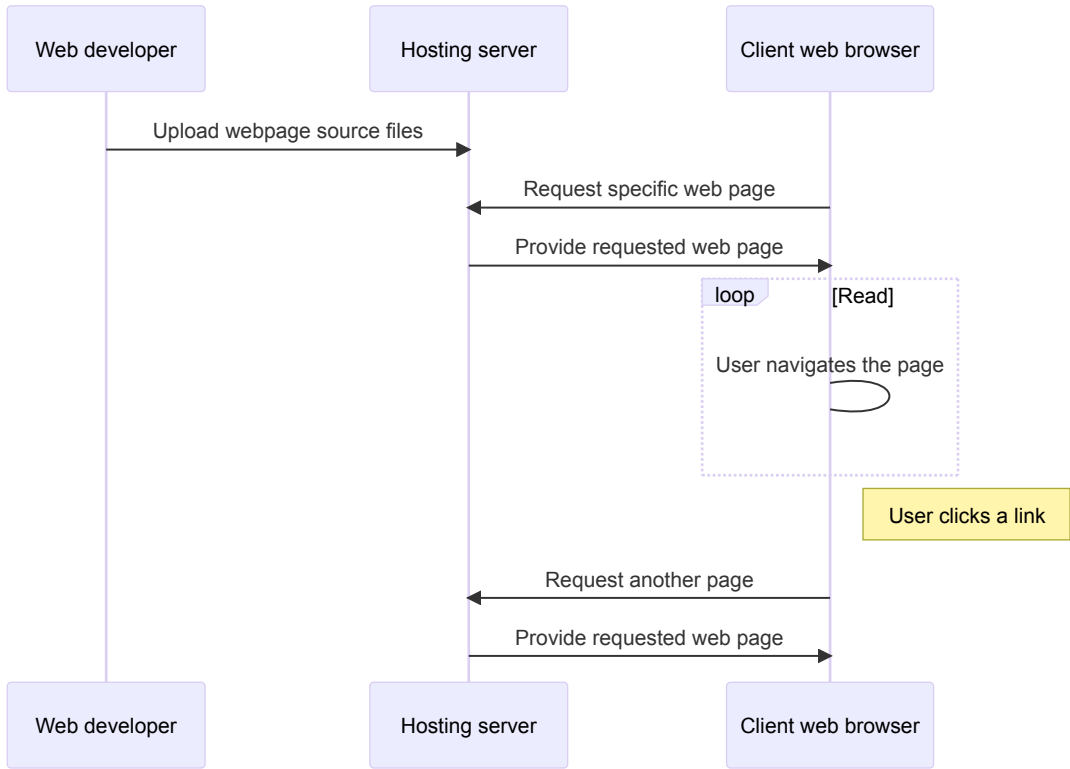 Web developer
Hosting server
Client web browser
Upload webpage source files
Request specific web page
Provide requested web page
loop
[Read]
User navigates the page
User clicks a link
Request another page
Provide requested web page
Web developer
Hosting server
Client web browser